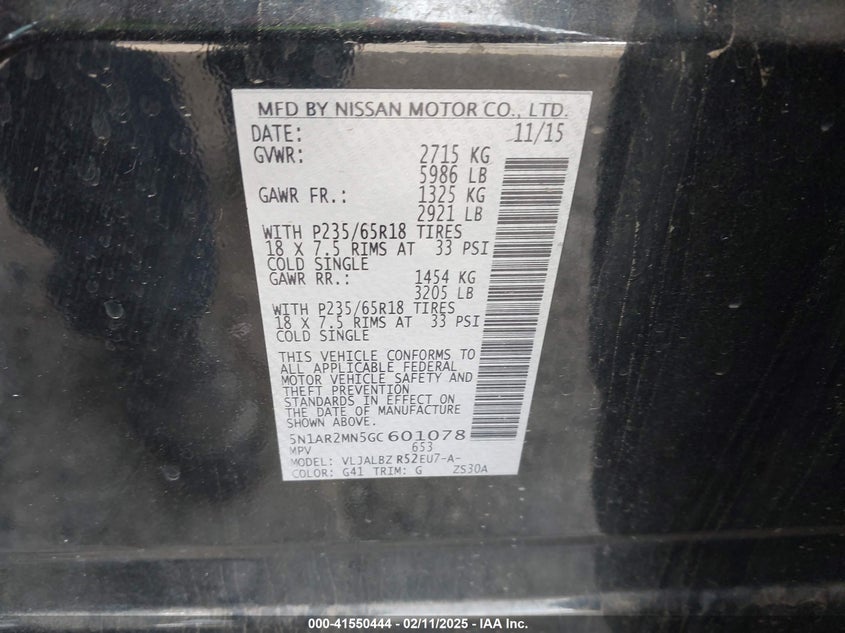 MFD BY NISSAN MOTOR CO., LTD.
DATE: 11/15
GVWR: 2715 KG
5986 LB
GAWR FR.: 1325 KG
2921 LB
WITH P235/65R18 TIRES
18 X 7.5 RIMS AT 33 PSI
COLD SINGLE
GAWR RR.: 1454 KG
3205 LB
WITH P235/65R18 TIRES
18 X 7.5 RIMS AT 33 PSI
COLD SINGLE
THIS VEHICLE CONFORMS TO
ALL APPLICABLE FEDERAL
MOTOR VEHICLE SAFETY AND
THEFT PREVENTION
STANDARDS IN EFFECT ON
THE DATE OF MANUFACTURE
SHOWN ABOVE.
5N1AR2MN5GC601078
MPV 653
MODEL: VLJALBZ R52EU7-A-
COLOR: G41 TRIM: G ZS30A
000-41550444 - 02/11/2025 - IAA Inc.